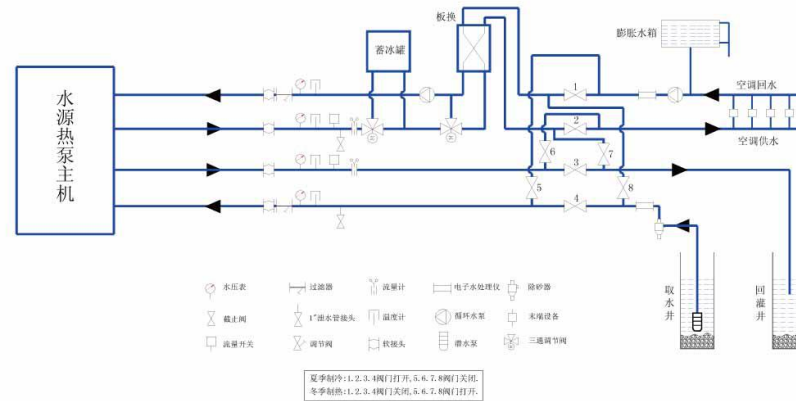 板换
膨胀水箱
蓄冰罐
水源热泵主机
1
空调回水
2
空调供水
6
7
3
5
8
4
取水井
回灌井
水压表
过滤器
流量计
电子水处理仪
除砂器
截止阀
1"泄水管接头
温度计
循环水泵
末端设备
流量开关
调节阀
软接头
潜水泵
三通调节阀
夏季制冷:1.2.3.4阀门打开,5.6.7.8阀门关闭.
冬季制热:1.2.3.4阀门关闭,5.6.7.8阀门打开.